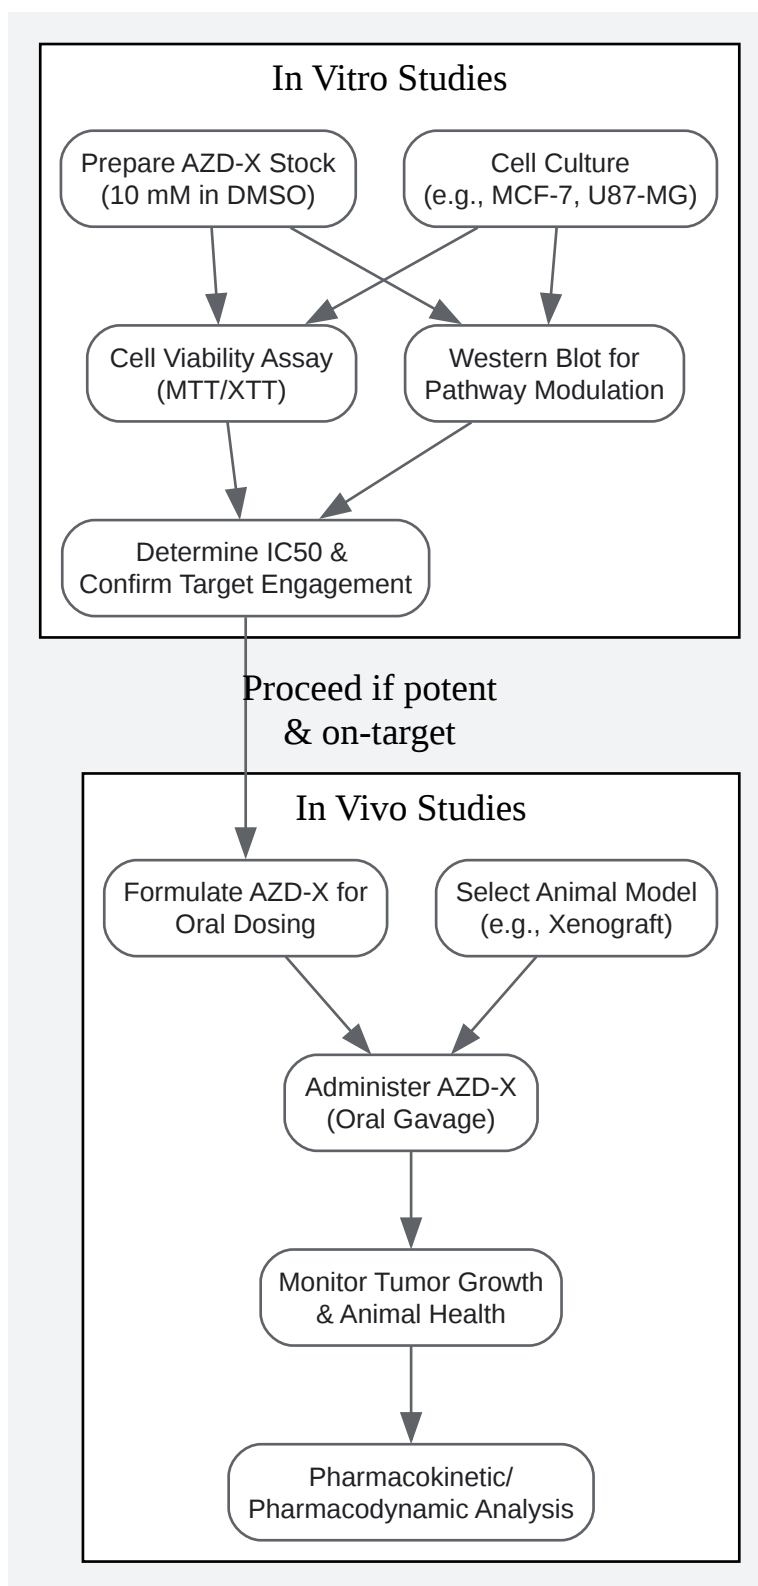 In Vitro Studies
Prepare AZD-X Stock
(10 mM in DMSO)
Cell Culture
(e.g., MCF-7, U87-MG)
Cell Viability Assay
(MTT/XTT)
Western Blot for
Pathway Modulation
Determine IC50 &
Confirm Target Engagement
Proceed if potent
& on-target
In Vivo Studies
Formulate AZD-X for
Oral Dosing
Select Animal Model
(e.g., Xenograft)
Administer AZD-X
(Oral Gavage)
Monitor Tumor Growth
& Animal Health
Pharmacokinetic/
Pharmacodynamic Analysis